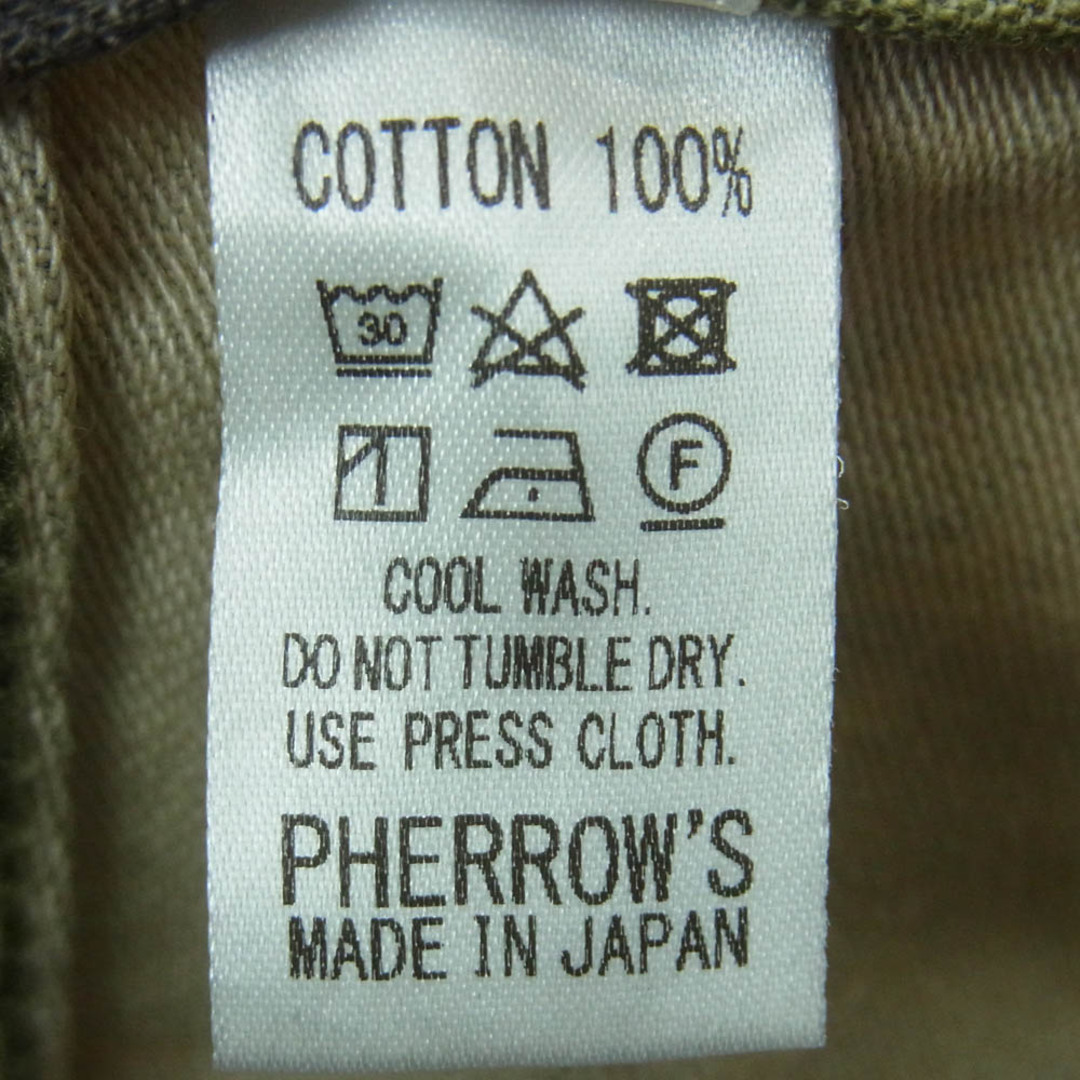 COTTON 100%
30
F
COOL WASH.
DO NOT TUMBLE DRY.
USE PRESS CLOTH.
PHERROW'S
MADE IN JAPAN